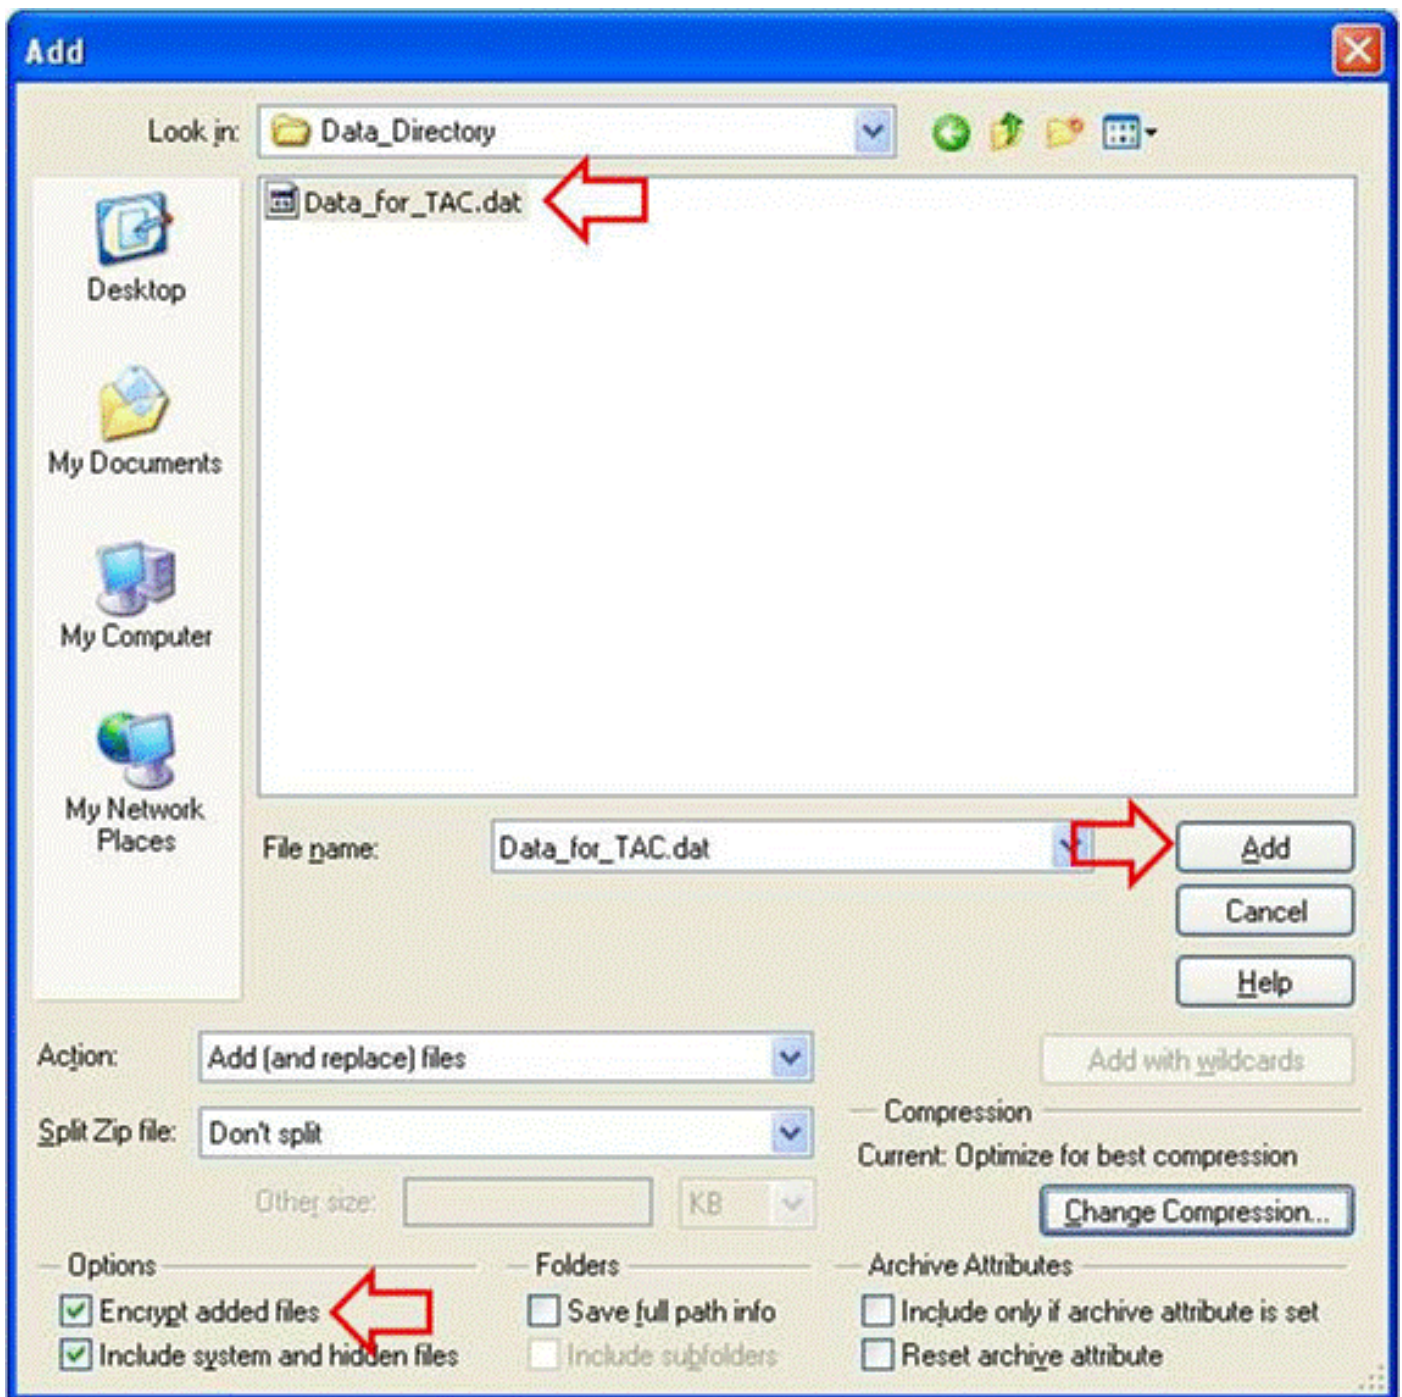 Add
Look in: Data_Directory
Data_for_TAC.dat
Desktop
My Documents
My Computer
My Network
Places
File name: Data_for_TAC.dat
Add
Cancel
Help
Action: Add (and replace) files
Add with wildcards
Split Zip file: Don't split
Compression
Current: Optimize for best compression
Other size: KB
Change Compression...
Options
Encrypt added files
Include system and hidden files
Folders
Save full path info
Include subfolders
Archive Attributes
Include only if archive attribute is set
Reset archive attribute